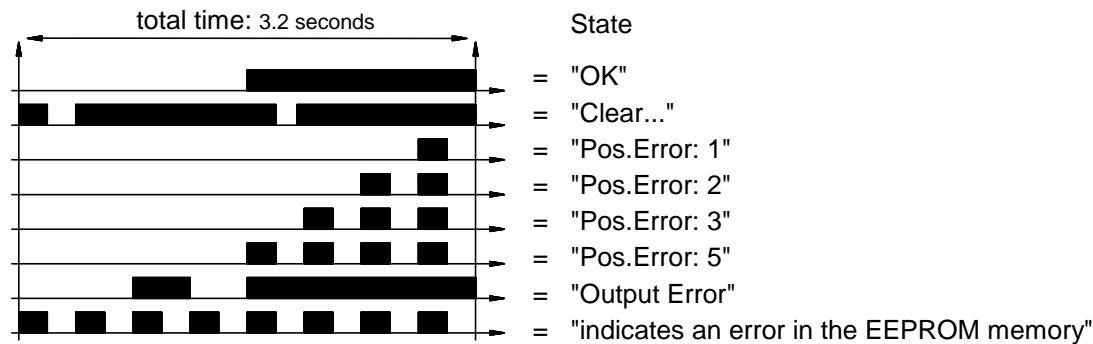 total time: 3.2 seconds State
= "OK"
= "Clear..."
= "Pos.Error: 1"
= "Pos.Error: 2"
= "Pos.Error: 3"
= "Pos.Error: 5"
= "Output Error"
= "indicates an error in the EEPROM memory"